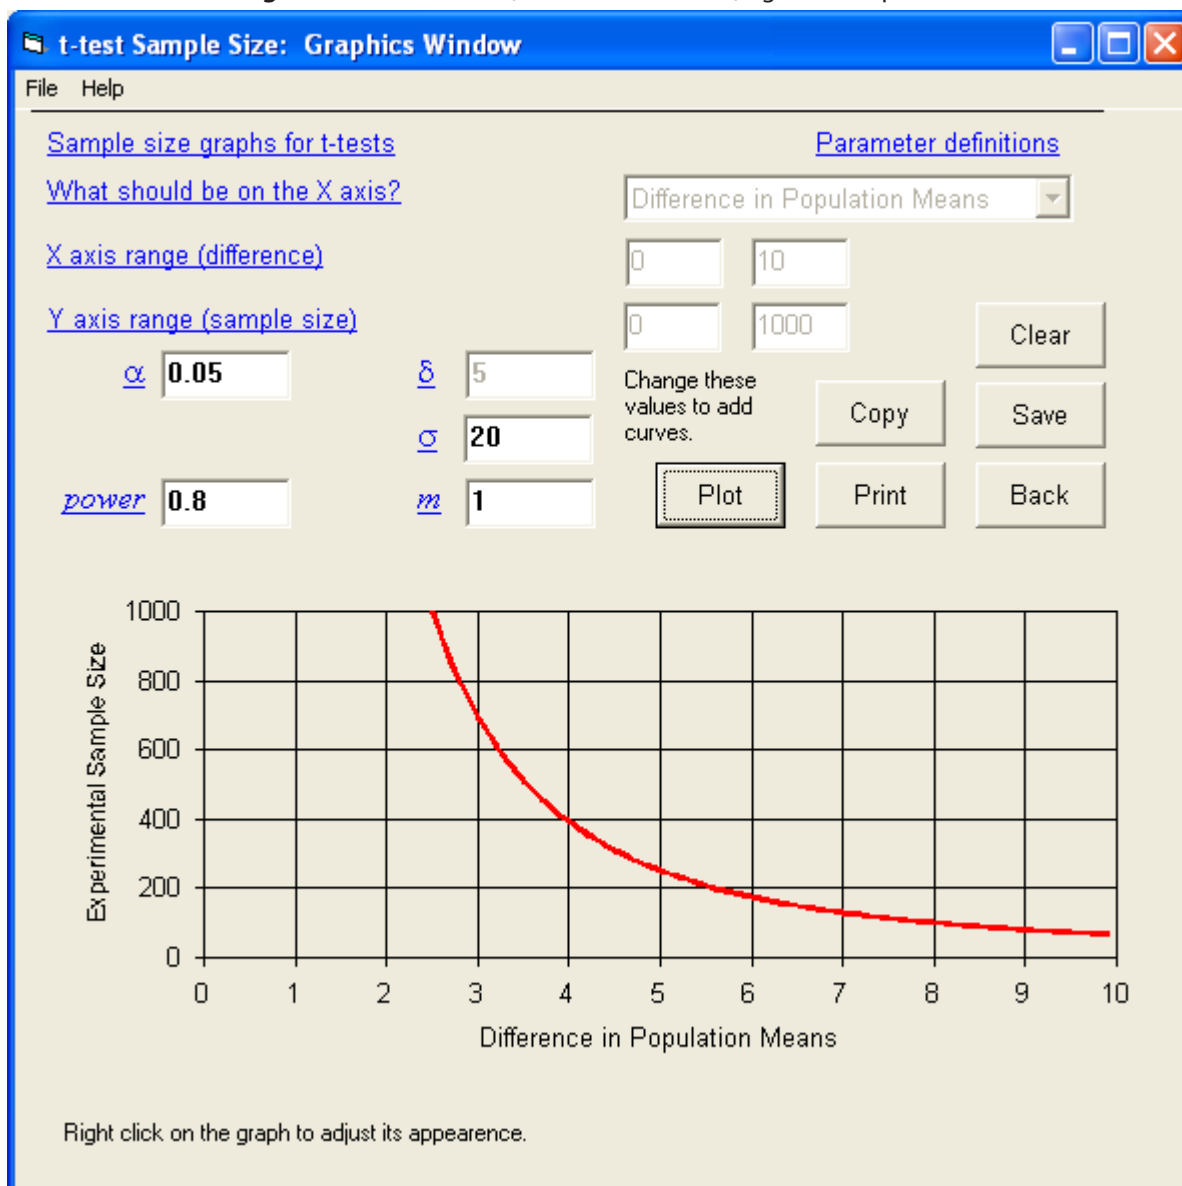 t-test Sample Size: Graphics Window
File Help
Sample size graphs for t-tests Parameter definitions
What should be on the X axis? Difference in Population Means
X axis range (difference) 0 10
Y axis range (sample size) 0 1000 Clear
α 0.05 δ 5 Change these
values to add
curves.
σ 20 Copy Save
power 0.8 m 1 Plot Print Back
Experimental Sample Size
1000
800
600
400
200
0
0 1 2 3 4 5 6 7 8 9 10
Difference in Population Means
Right click on the graph to adjust its appearence.